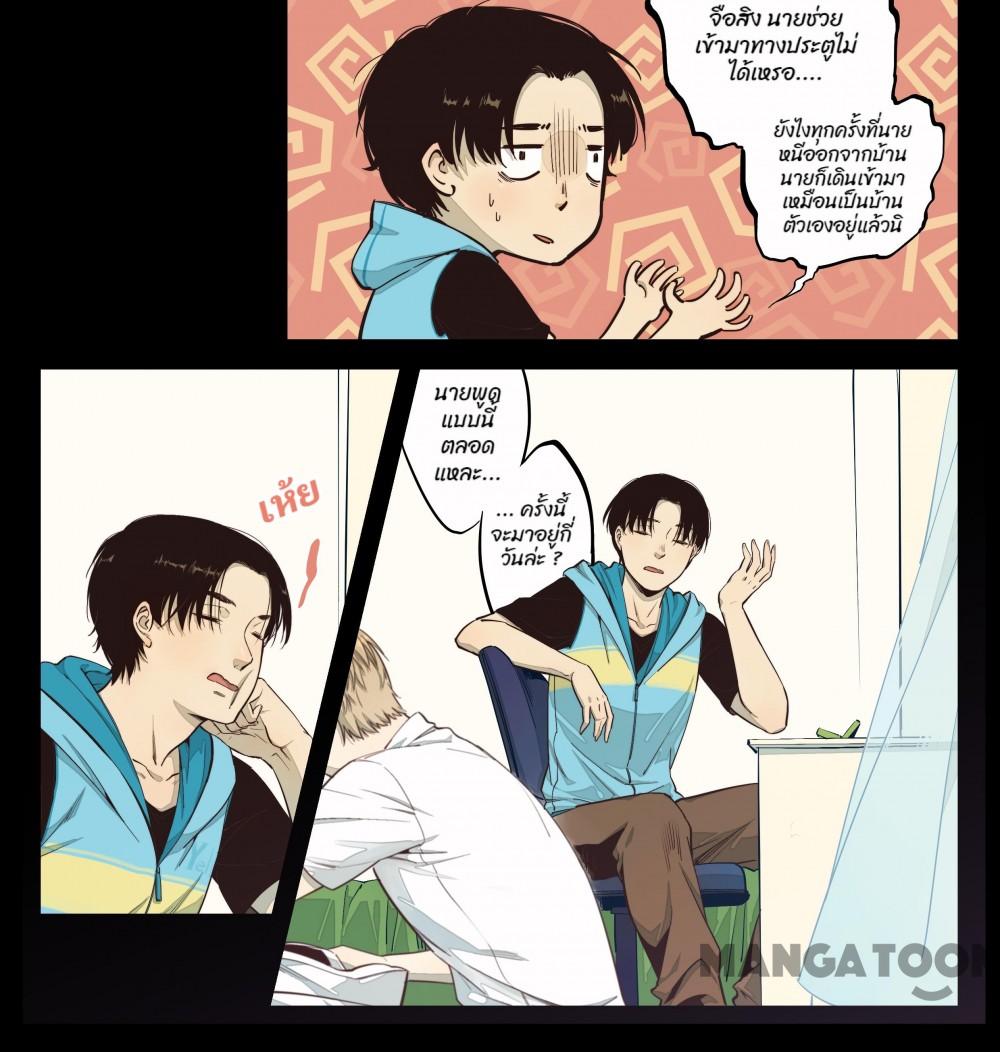 จือสิง นายช่วย
เข้ามาทางประตูไม่
ได้เหรอ....
ยังไงทุกครั้งที่นาย
หนีออกจากบ้าน
นายก็เดินเข้ามา
เหมือนเป็นบ้าน
ตัวเองอยู่แล้วนิ
เห้ย
นายพูด
แบบนี้
ตลอด
แหละ...
... ครั้งนี้
จะมาอยู่กี่
วันล่ะ ?
MANGATOON